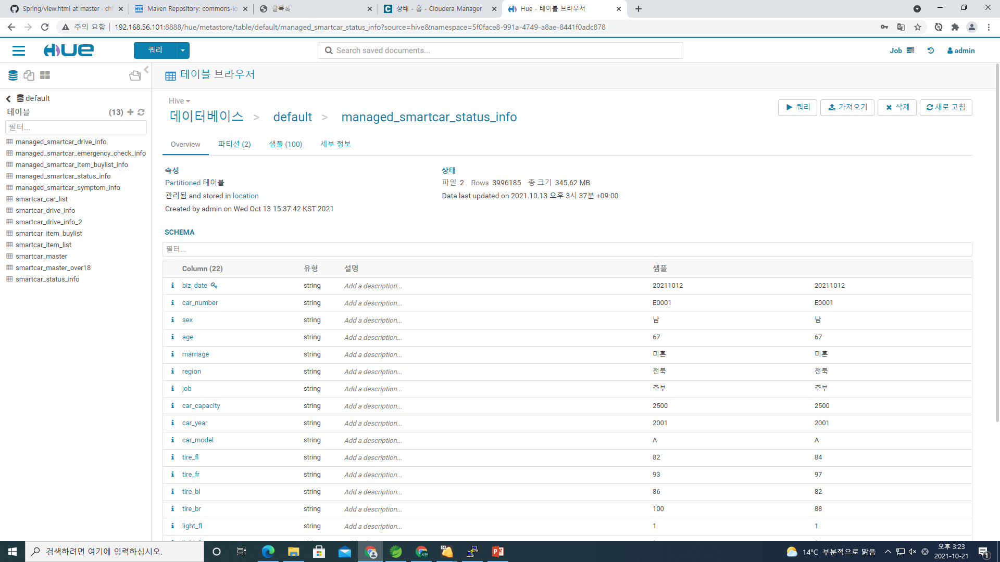 Spring/view.html at master · chh
Maven Repository: commons-io
글목록
상태 - 홈 - Cloudera Manager
Hue - 테이블 브라우저
주의 요함
192.168.56.101:8888/hue/metastore/table/default/managed_smartcar_status_info?source=hive&namespace=5f0face8-991a-4749-a8ae-8441f0adc878
HUE
쿼리
Search saved documents...
Job
admin
테이블 브라우저
default
테이블
(13)
필터...
managed_smartcar_drive_info
managed_smartcar_emergency_check_info
managed_smartcar_item_buylist_info
managed_smartcar_status_info
managed_smartcar_symptom_info
smartcar_car_list
smartcar_drive_info
smartcar_drive_info_2
smartcar_item_buylist
smartcar_item_list
smartcar_master
smartcar_master_over18
smartcar_status_info
Hive
데이터베이스 > default > managed_smartcar_status_info
쿼리
가져오기
삭제
새로 고침
Overview
파티션 (2)
샘플 (100)
세부 정보
속성
Partitioned 테이블
관리됨 and stored in location
Created by admin on Wed Oct 13 15:37:42 KST 2021
상태
파일 2 Rows 3996185 총 크기 345.62 MB
Data last updated on 2021.10.13 오후 3시 37분 +09:00
SCHEMA
필터...
Column (22) 유형 설명 샘플
biz_date string Add a description... 20211012 20211012
car_number string Add a description... E0001 E0001
sex string Add a description... 남 남
age string Add a description... 67 67
marriage string Add a description... 미혼 미혼
region string Add a description... 전북 전북
job string Add a description... 주부 주부
car_capacity string Add a description... 2500 2500
car_year string Add a description... 2001 2001
car_model string Add a description... A A
tire_fl string Add a description... 82 84
tire_fr string Add a description... 93 97
tire_bl string Add a description... 86 82
tire_br string Add a description... 100 88
light_fl string Add a description... 1 1
검색하려면 여기에 입력하십시오.
14°C 부분적으로 맑음
오후 3:23
2021-10-21
1